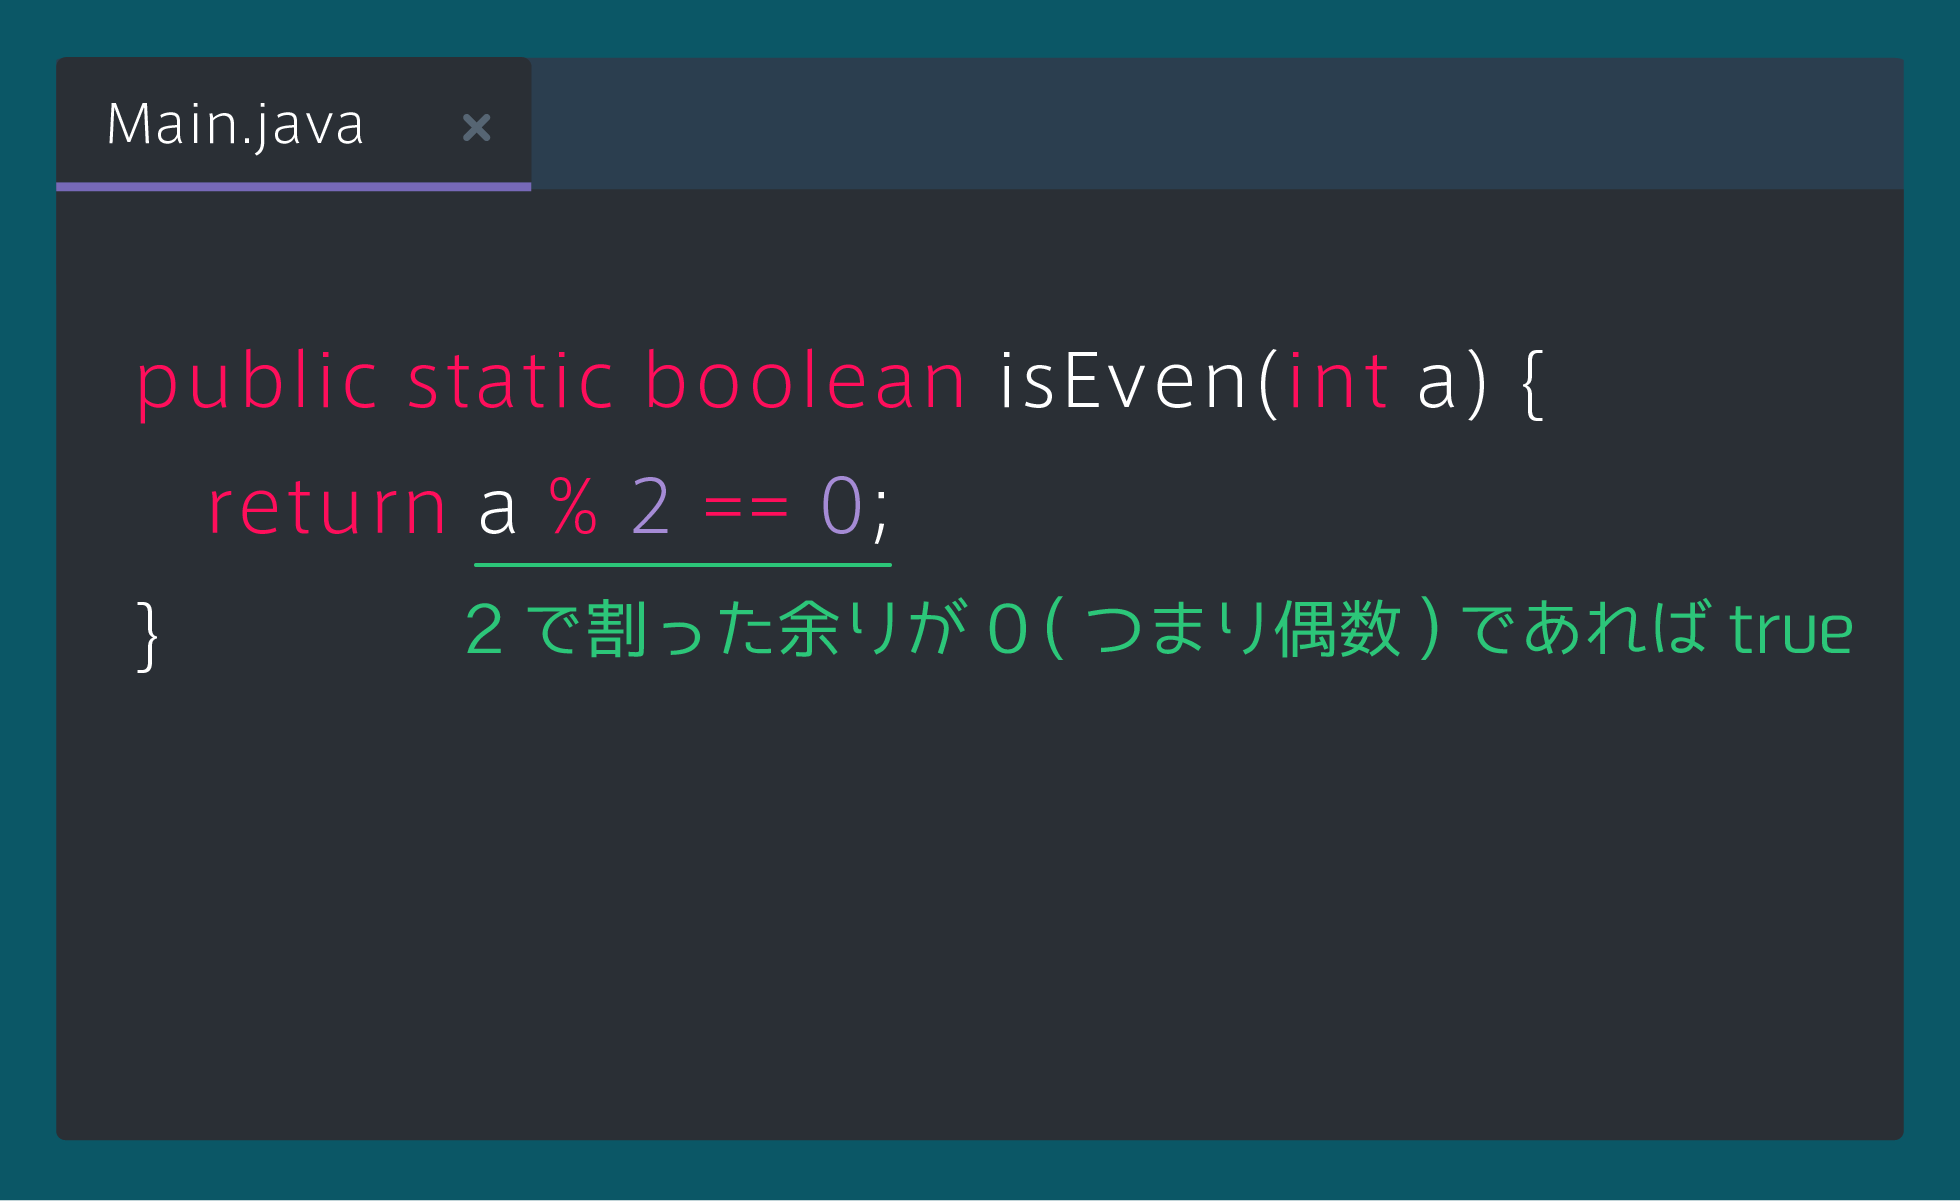 Main.java ×
public static boolean isEven(int a) {
return a % 2 == 0;
} 2で割った余りが0(つまり偶数)であればtrue